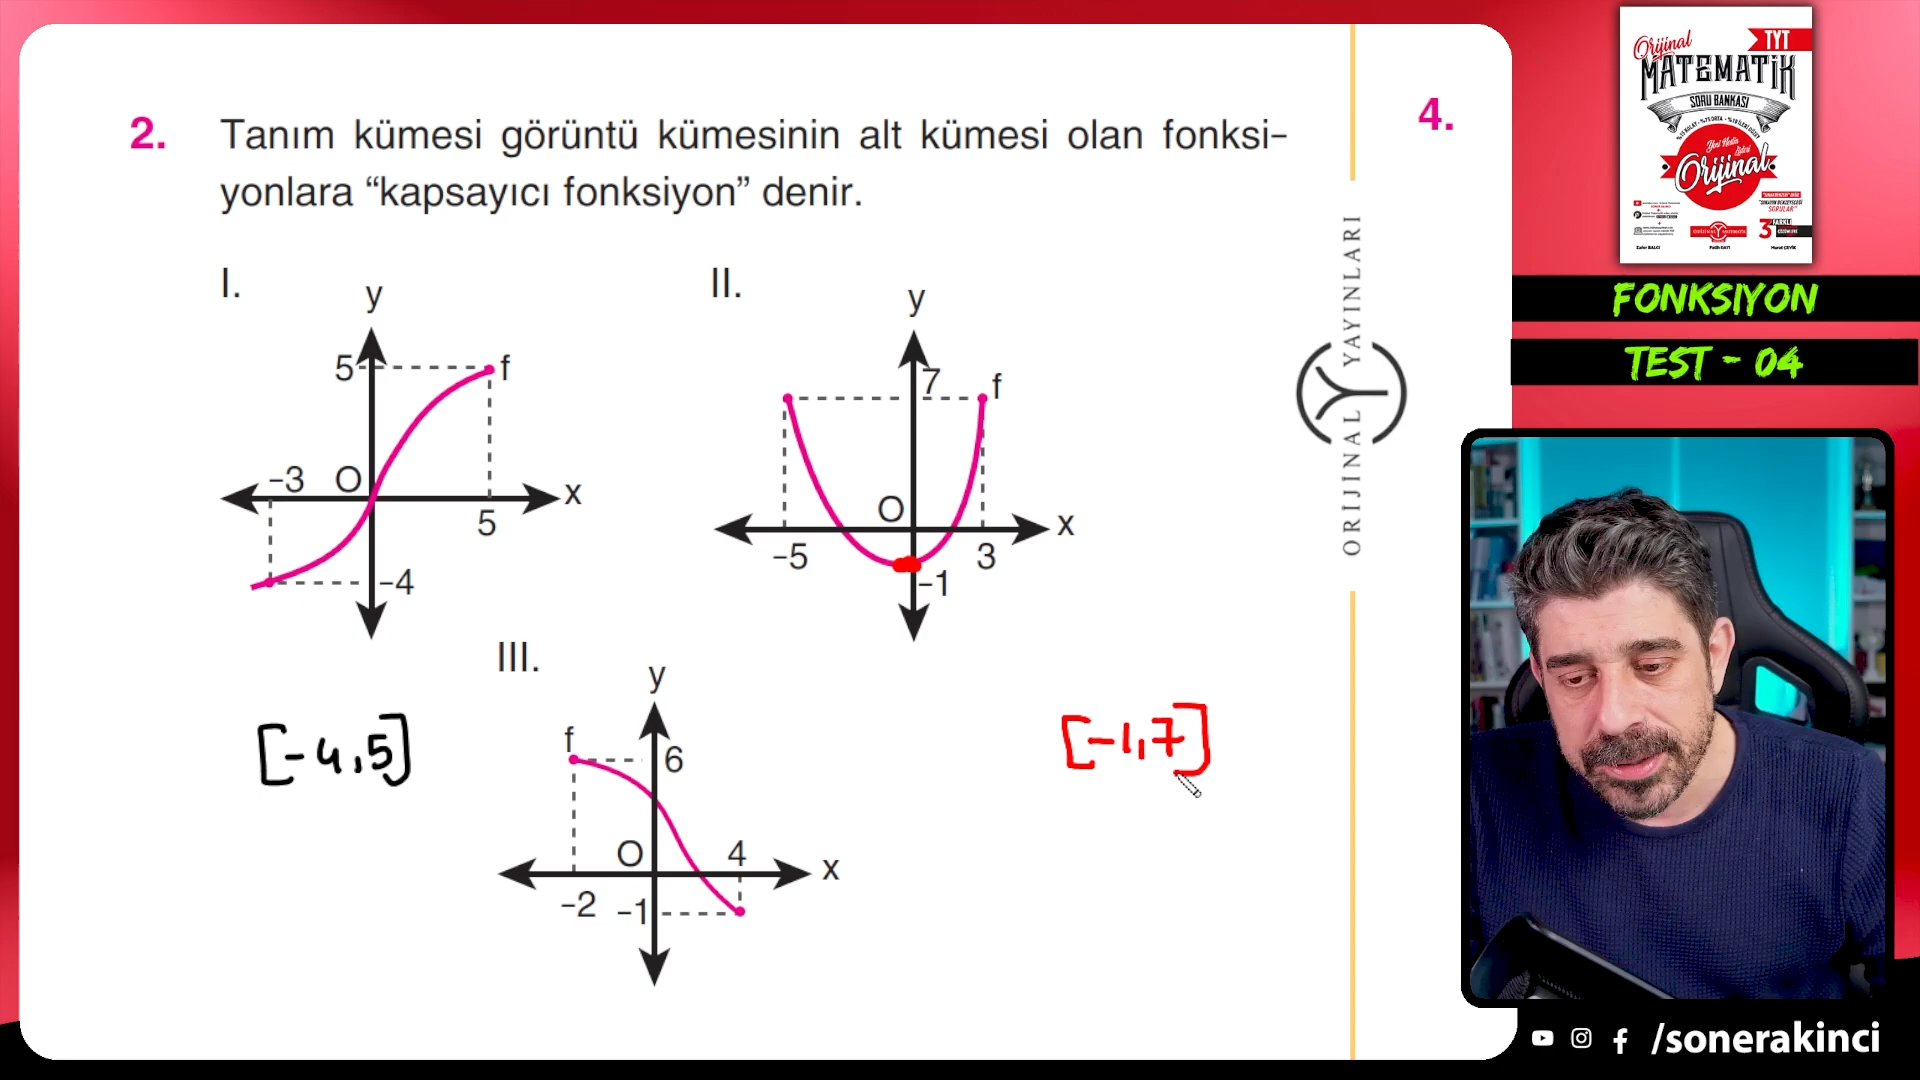 2. Tanım kümesi görüntü kümesinin alt kümesi olan fonksi-
yonlara “kapsayıcı fonksiyon” denir.
I.
y
5
f
-3
O
x
5
-4
II.
y
7
f
O
x
-5
3
-1
III.
y
f
6
O
4
x
-2
-1
[-4,5]
[-1,7]
4.
ORİJİNAL YAYINLARI
Orijinal
TYT
MATEMATİK
SORU BANKASI
Orijinal
FONKSIYON
TEST - 04
/sonerakinci